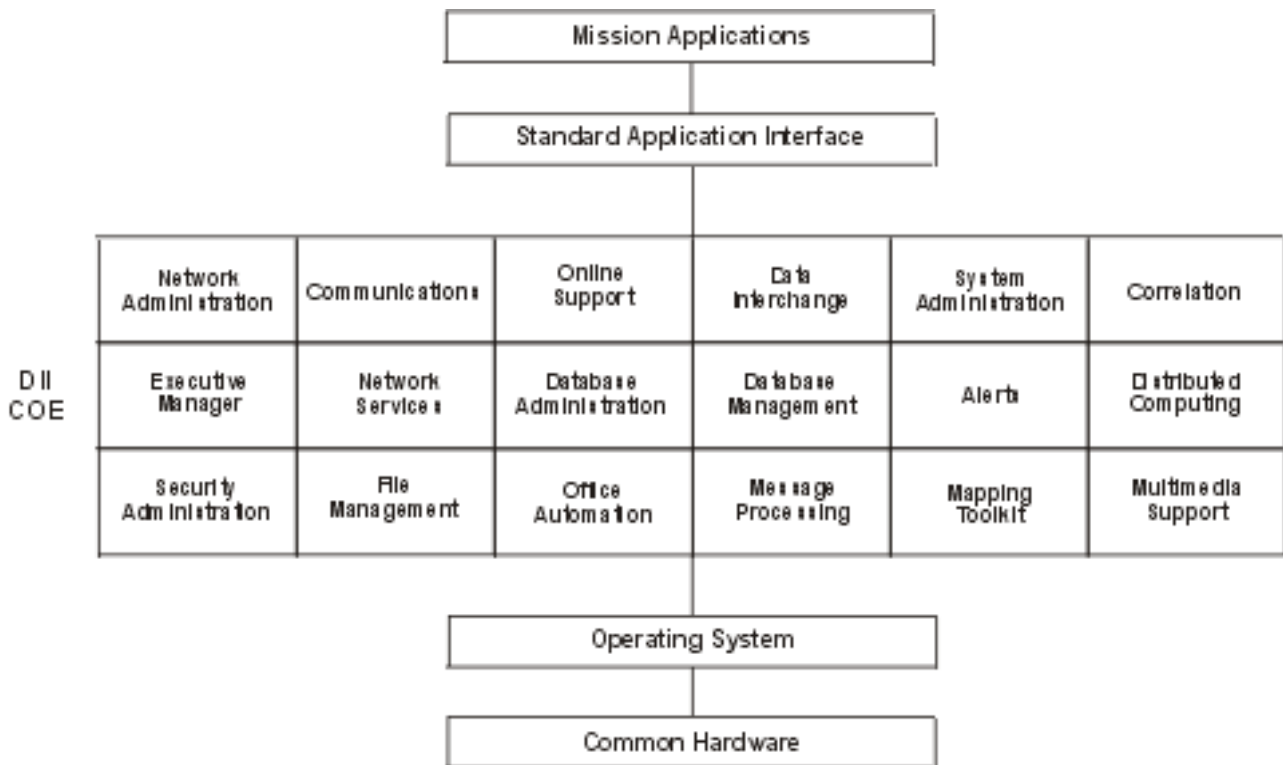 Mission Applications
Standard Application Interface
Network
Administration
Communications
Online
Support
Data
Interchange
System
Administration
Correlation
DII
COE
Executive
Manager
Network
Services
Database
Administration
Database
Management
Alerts
Distributed
Computing
Security
Administration
File
Management
Office
Automation
Message
Processing
Mapping
Toolkit
Multimedia
Support
Operating System
Common Hardware